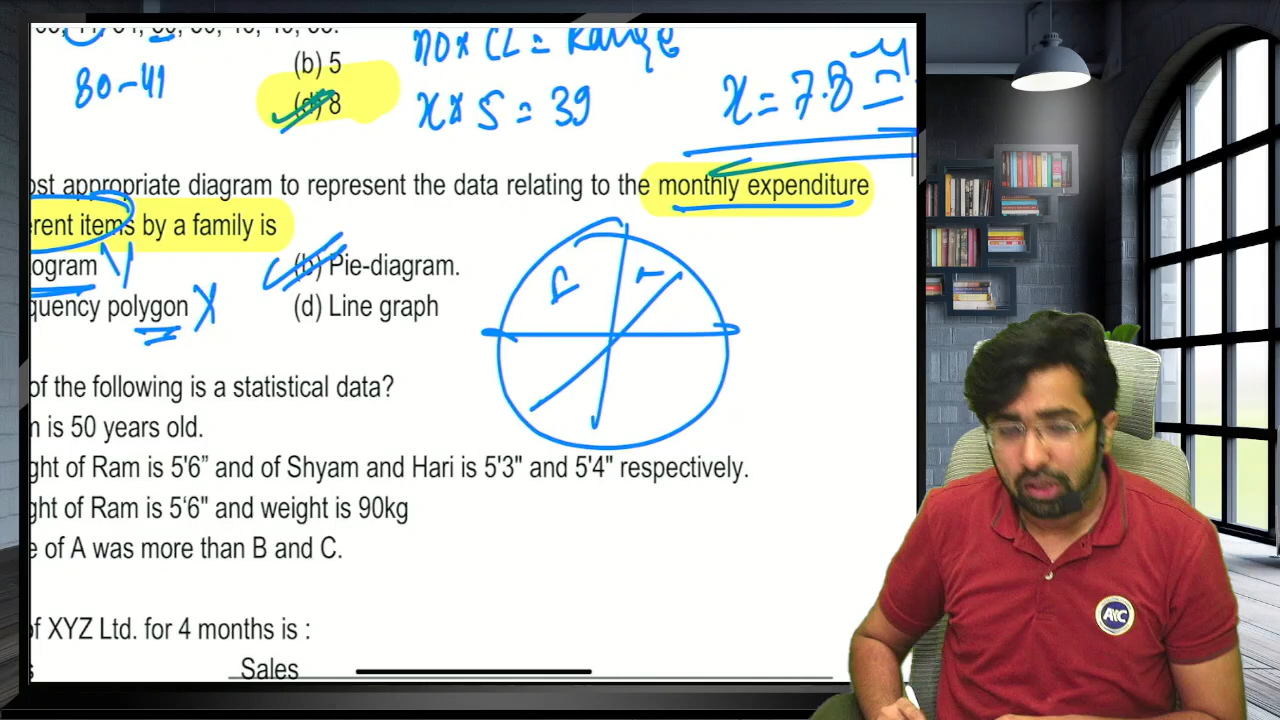 (b) 5
80-41
(d) 8
no x CL = Range
x x 5 = 39
x = 7.8
ost appropriate diagram to represent the data relating to the monthly expenditure
erent items by a family is
ogram
(b) Pie-diagram.
quency polygon X
(d) Line graph
of the following is a statistical data?
is 50 years old.
ght of Ram is 5'6” and of Shyam and Hari is 5'3" and 5'4" respectively.
ght of Ram is 5‘6" and weight is 90kg
e of A was more than B and C.
of XYZ Ltd. for 4 months is :
s
Sales